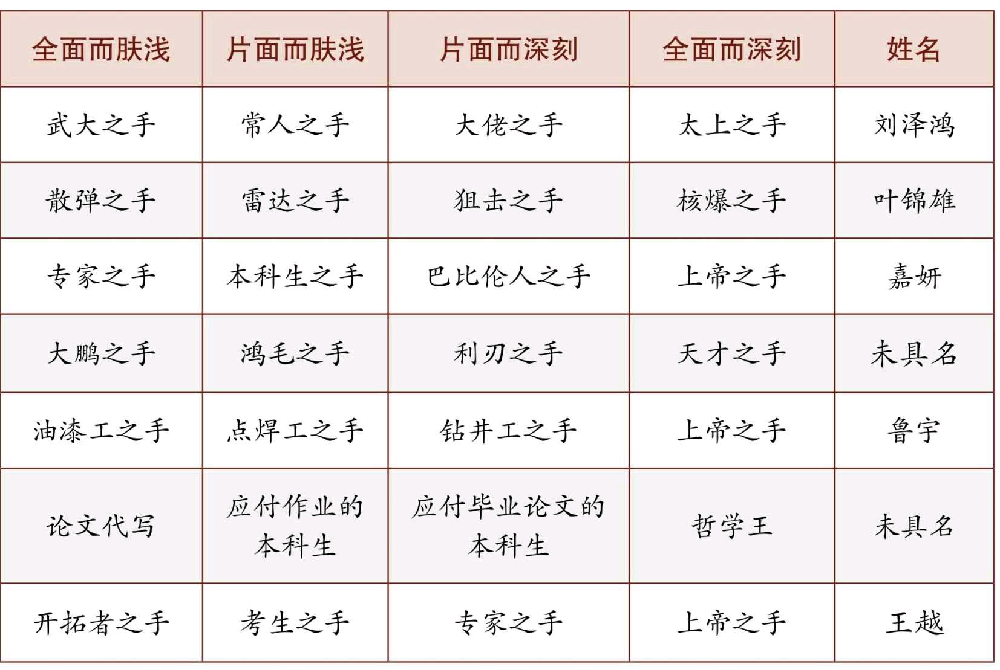 全面而肤浅 片面而肤浅 片面而深刻 全面而深刻 姓名
武大之手 常人之手 大佬之手 太上之手 刘泽鸿
散弹之手 雷达之手 狙击之手 核爆之手 叶锦雄
专家之手 本科生之手 巴比伦人之手 上帝之手 嘉妍
大鹏之手 鸿毛之手 利刃之手 天才之手 未具名
油漆工之手 点焊工之手 钻井工之手 上帝之手 鲁宇
论文代写 应付作业的 应付毕业论文的 哲学王 未具名
本科生 本科生
开拓者之手 考生之手 专家之手 上帝之手 王越